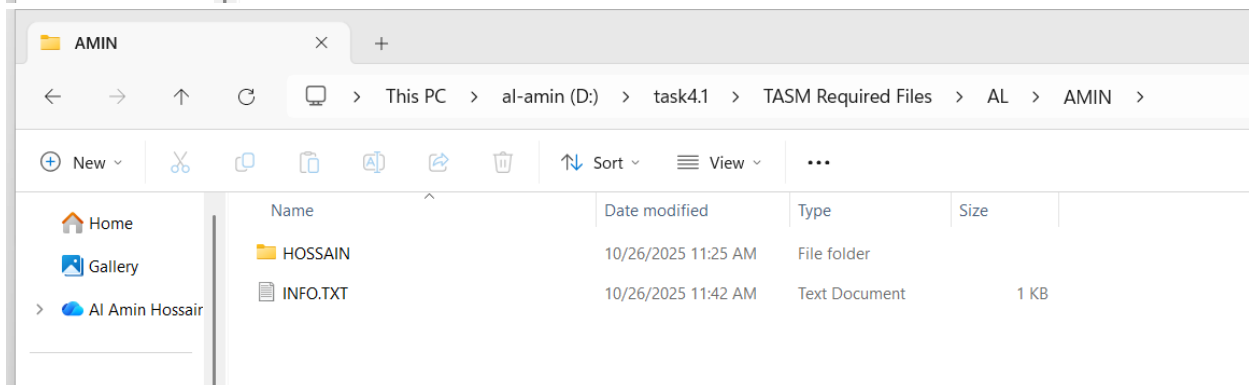 AMIN
This PC > al-amin (D:) > task4.1 > TASM Required Files > AL > AMIN >
New Sort View ...
Name Date modified Type Size
Home
HOSSAIN 10/26/2025 11:25 AM File folder
Gallery
INFO.TXT 10/26/2025 11:42 AM Text Document 1 KB
Al Amin Hossair